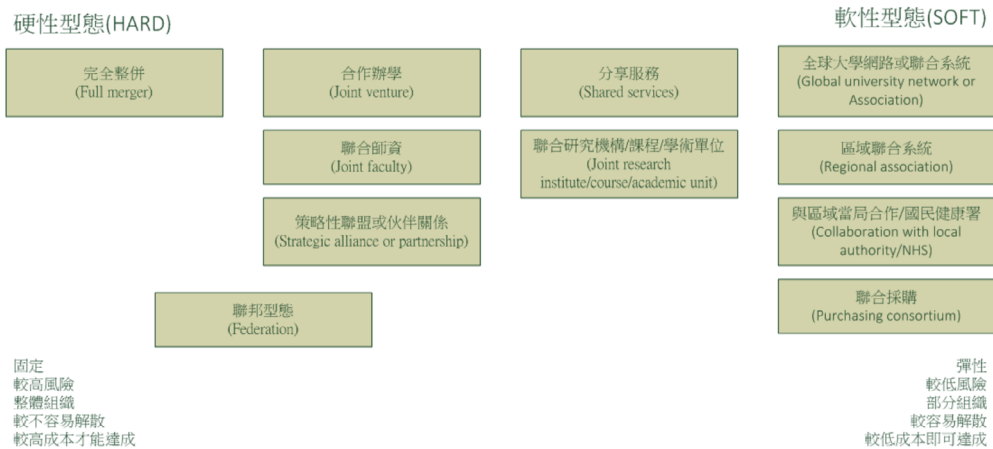 硬性型態(HARD)
軟性型態(SOFT)
完全整併
(Full merger)
合作辦學
(Joint venture)
分享服務
(Shared services)
全球大學網路或聯合系統
(Global university network or
Association)
聯合師資
(Joint faculty)
聯合研究機構/課程/學術單位
(Joint research
institute/course/academic unit)
區域聯合系統
(Regional association)
策略性聯盟或伙伴關係
(Strategic alliance or partnership)
與區域當局合作/國民健康署
(Collaboration with local
authority/NHS)
聯邦型態
(Federation)
聯合採購
(Purchasing consortium)
固定
較高風險
整體組織
較不容易解散
較高成本才能達成
彈性
較低風險
部分組織
較容易解散
較低成本即可達成